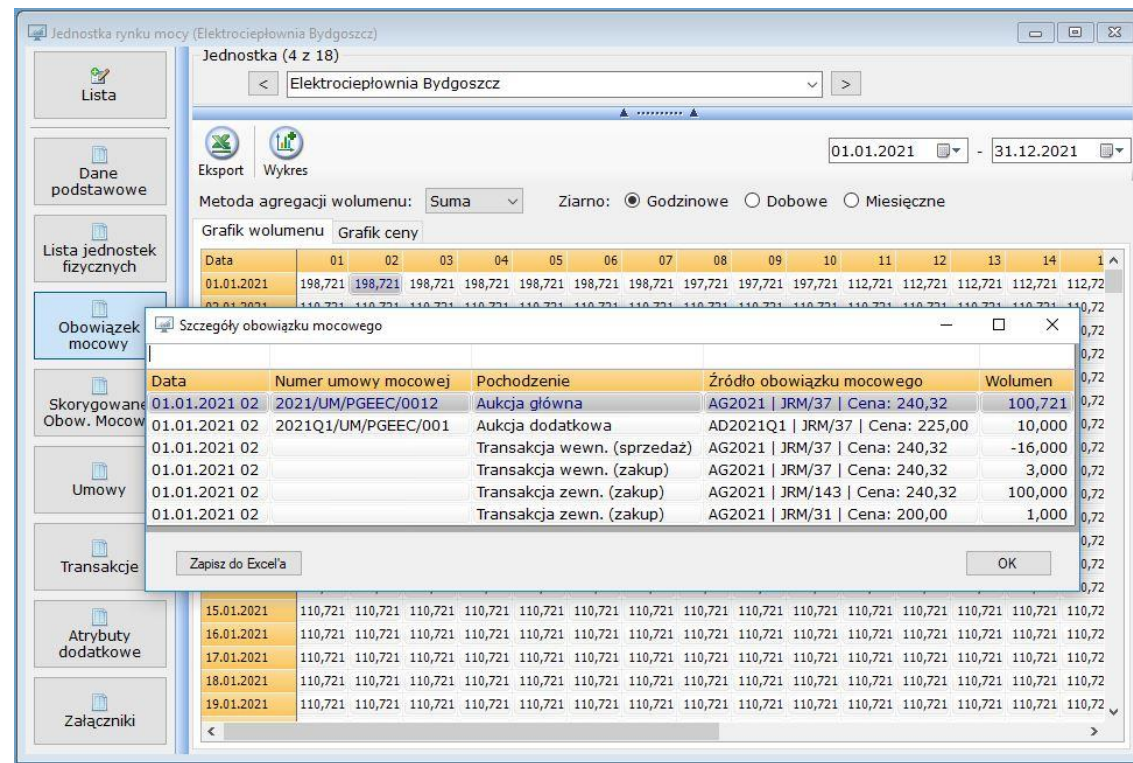 Jednostka rynku mocy (Elektrociepłownia Bydgoszcz)
Lista
Dane
podstawowe
Lista jednostek
fizycznych
Obowiązek
mocowy
Skorygowane
Obow. Mocow
Umowy
Transakcje
Atrybuty
dodatkowe
Załączniki
Jednostka (4 z 18)
< Elektrociepłownia Bydgoszcz >
Eksport Wykres
01.01.2021 - 31.12.2021
Metoda agregacji wolumenu: Suma Ziarno: Godzinowe Dobowe Miesięczne
Grafik wolumenu Grafik ceny
Data 01 02 03 04 05 06 07 08 09 10 11 12 13 14 1
01.01.2021 198,721 198,721 198,721 198,721 198,721 198,721 198,721 197,721 197,721 197,721 112,721 112,721 112,721 112,721 112,72
Szczegóły obowiązku mocowego
Data Numer umowy mocowej Pochodzenie Źródło obowiązku mocowego Wolumen
01.01.2021 02 2021/UM/PGEEC/0012 Aukcja główna AG2021 | JRM/37 | Cena: 240,32 100,721
01.01.2021 02 2021Q1/UM/PGEEC/001 Aukcja dodatkowa AD2021Q1 | JRM/37 | Cena: 225,00 10,000
01.01.2021 02 Transakcja wewn. (sprzedaż) AG2021 | JRM/37 | Cena: 240,32 -16,000
01.01.2021 02 Transakcja wewn. (zakup) AG2021 | JRM/37 | Cena: 240,32 3,000
01.01.2021 02 Transakcja zewn. (zakup) AG2021 | JRM/143 | Cena: 240,32 100,000
01.01.2021 02 Transakcja zewn. (zakup) AG2021 | JRM/31 | Cena: 200,00 1,000
Zapisz do Excel'a OK
15.01.2021 110,721 110,721 110,721 110,721 110,721 110,721 110,721 110,721 110,721 110,721 110,721 110,721 110,721 110,721 110,72
16.01.2021 110,721 110,721 110,721 110,721 110,721 110,721 110,721 110,721 110,721 110,721 110,721 110,721 110,721 110,721 110,72
17.01.2021 110,721 110,721 110,721 110,721 110,721 110,721 110,721 110,721 110,721 110,721 110,721 110,721 110,721 110,721 110,72
18.01.2021 110,721 110,721 110,721 110,721 110,721 110,721 110,721 110,721 110,721 110,721 110,721 110,721 110,721 110,721 110,72
19.01.2021 110,721 110,721 110,721 110,721 110,721 110,721 110,721 110,721 110,721 110,721 110,721 110,721 110,721 110,721 110,72